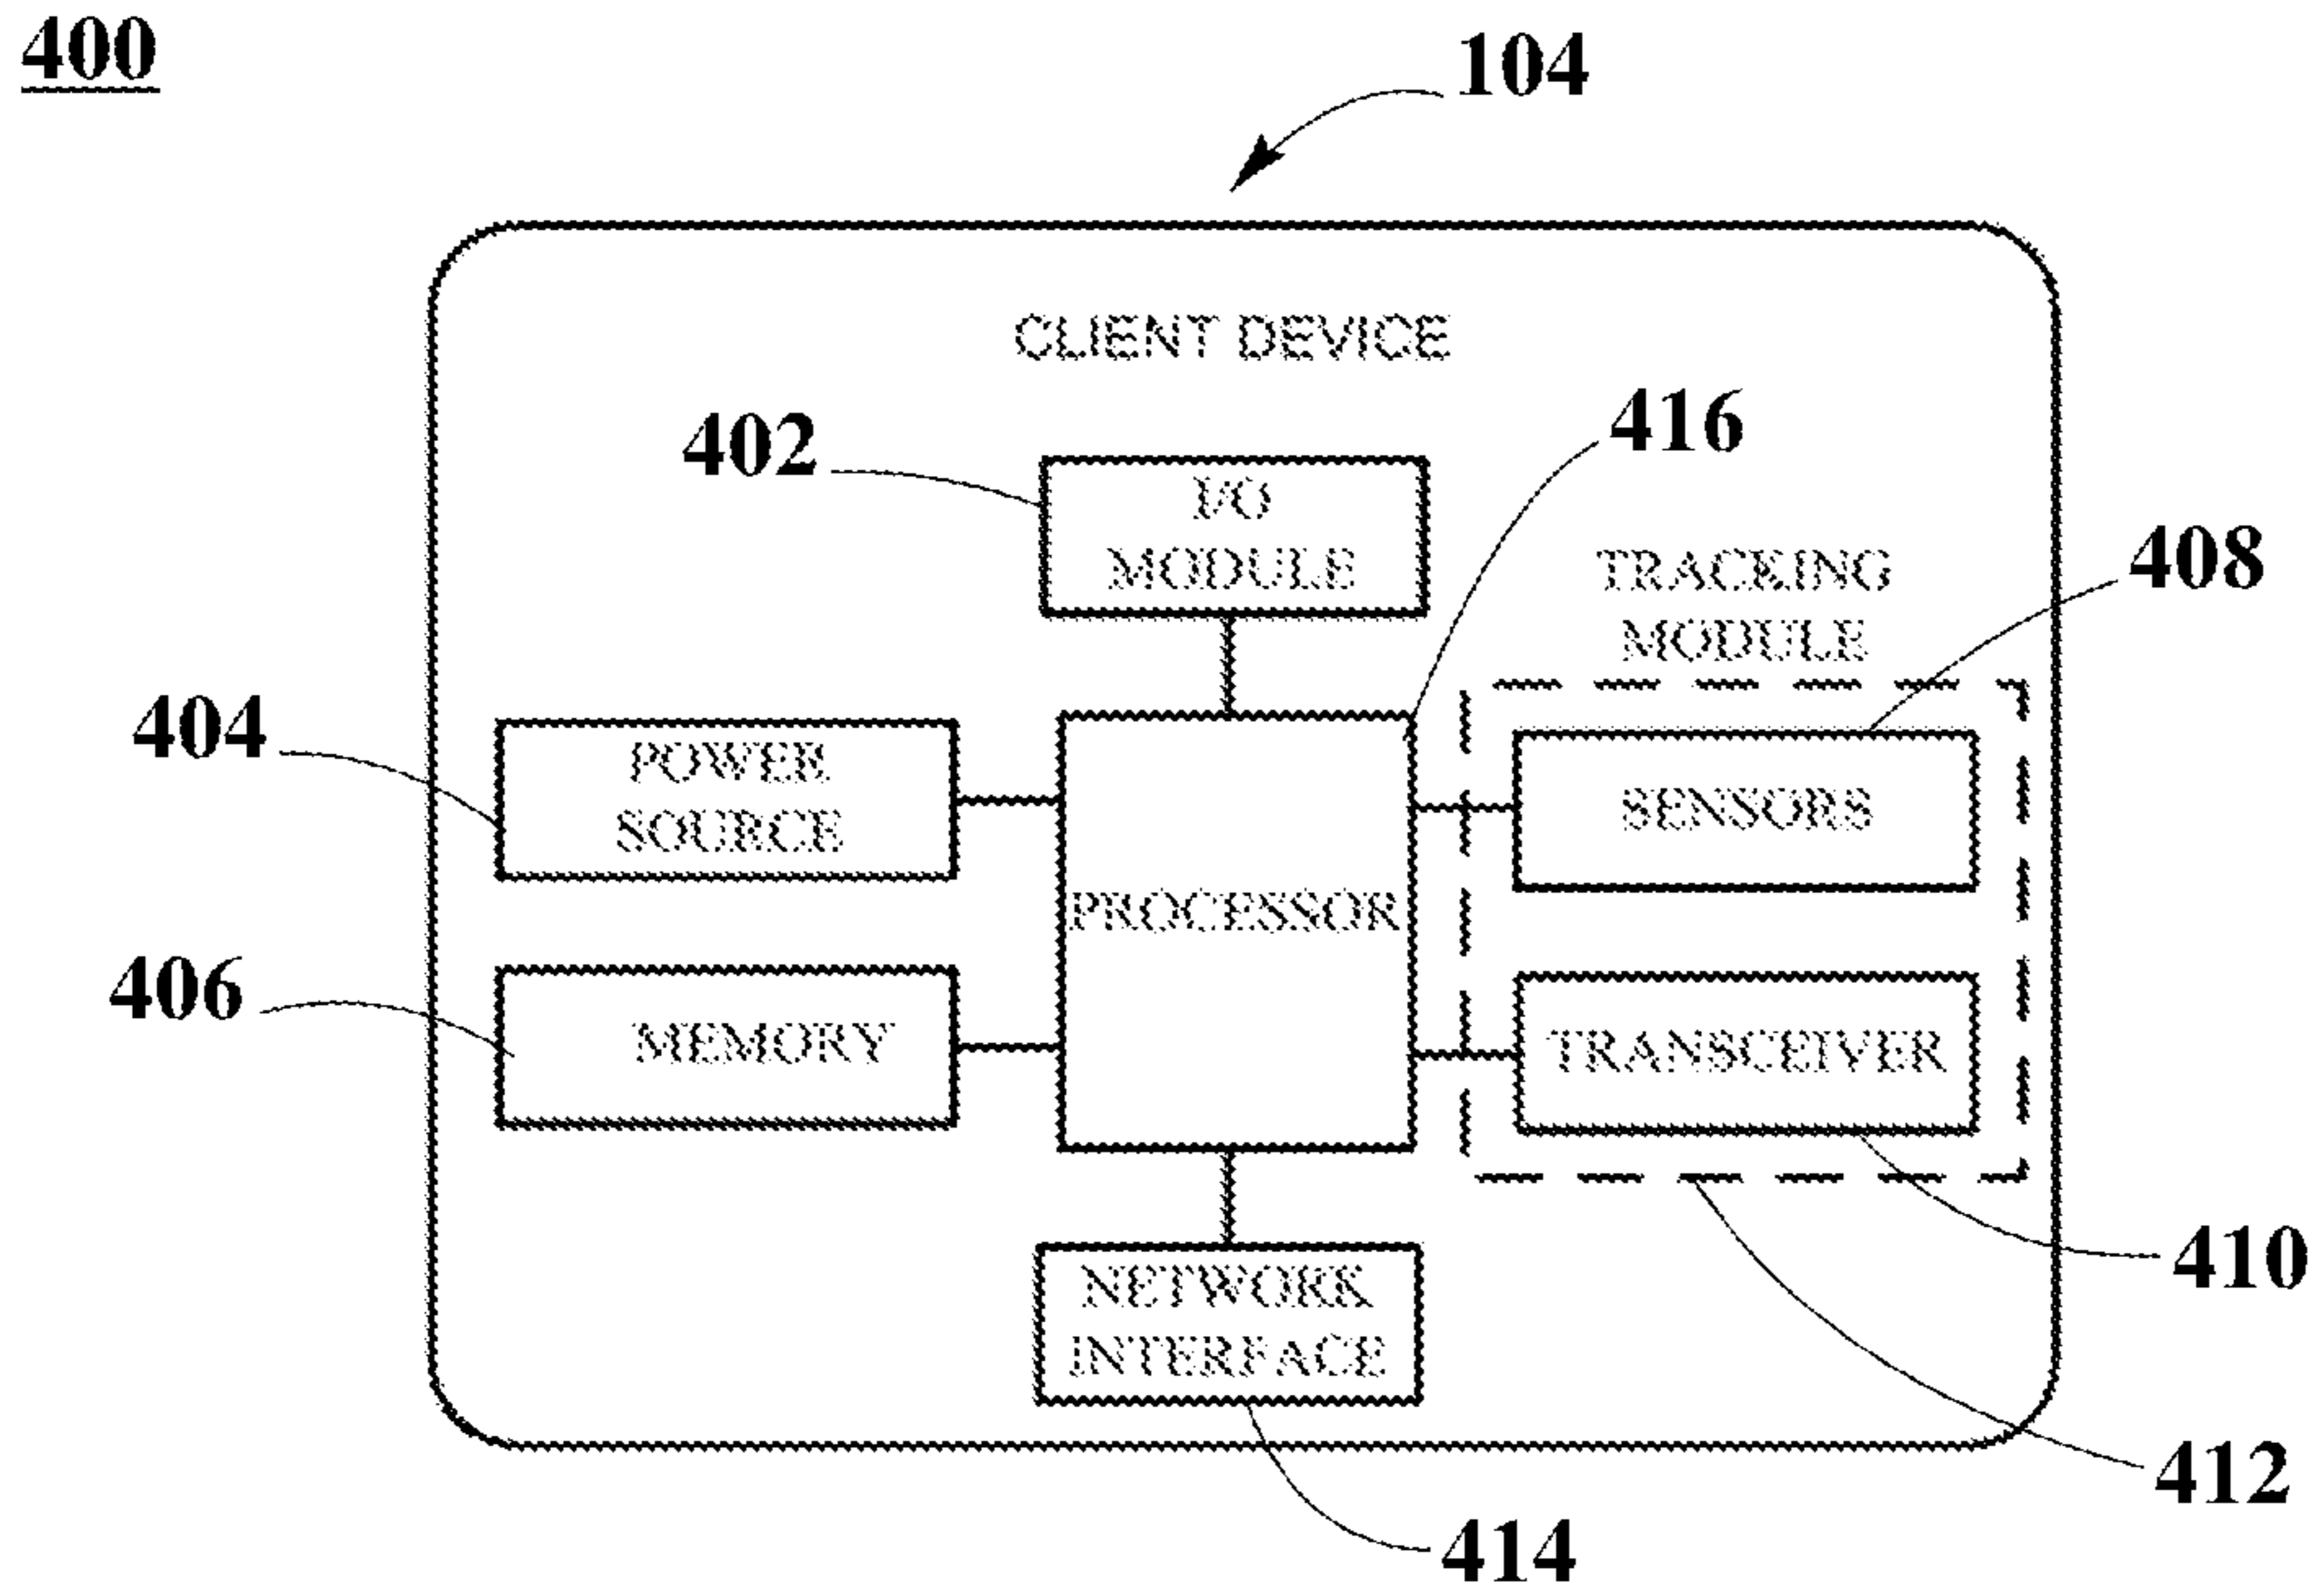 400
104
CLIENT DEVICE
402
I/O
MODULE
416
TRACKING
MODULE
408
404
POWER
SOURCE
SENSORS
PROCESSOR
406
MEMORY
TRANSCEIVER
410
NETWORK
INTERFACE
412
414